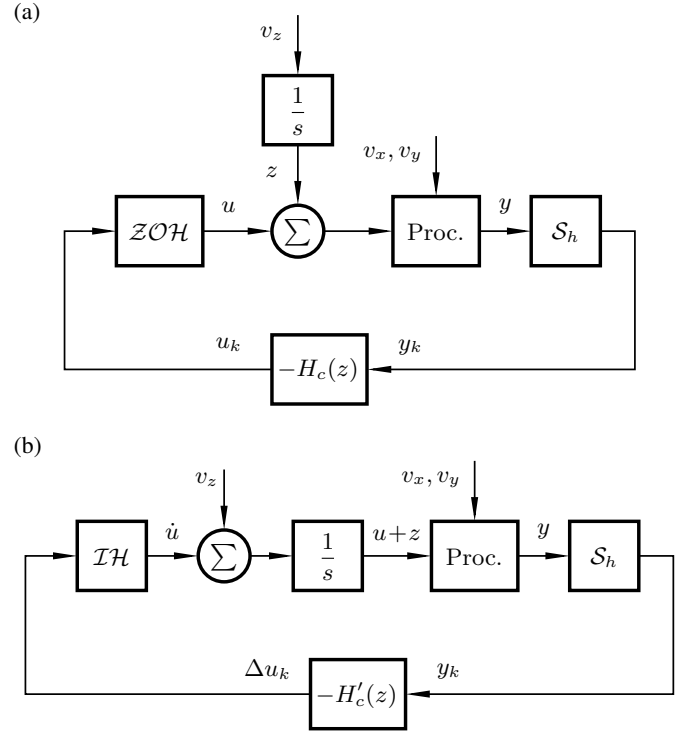 (a)
v_z
1/s
z
v_x, v_y
ZOH
u
∑
Proc.
y
S_h
u_k
−H_c(z)
y_k
(b)
v_z
v_x, v_y
IH
u̇
∑
1/s
u+z
Proc.
y
S_h
Δu_k
−H′_c(z)
y_k